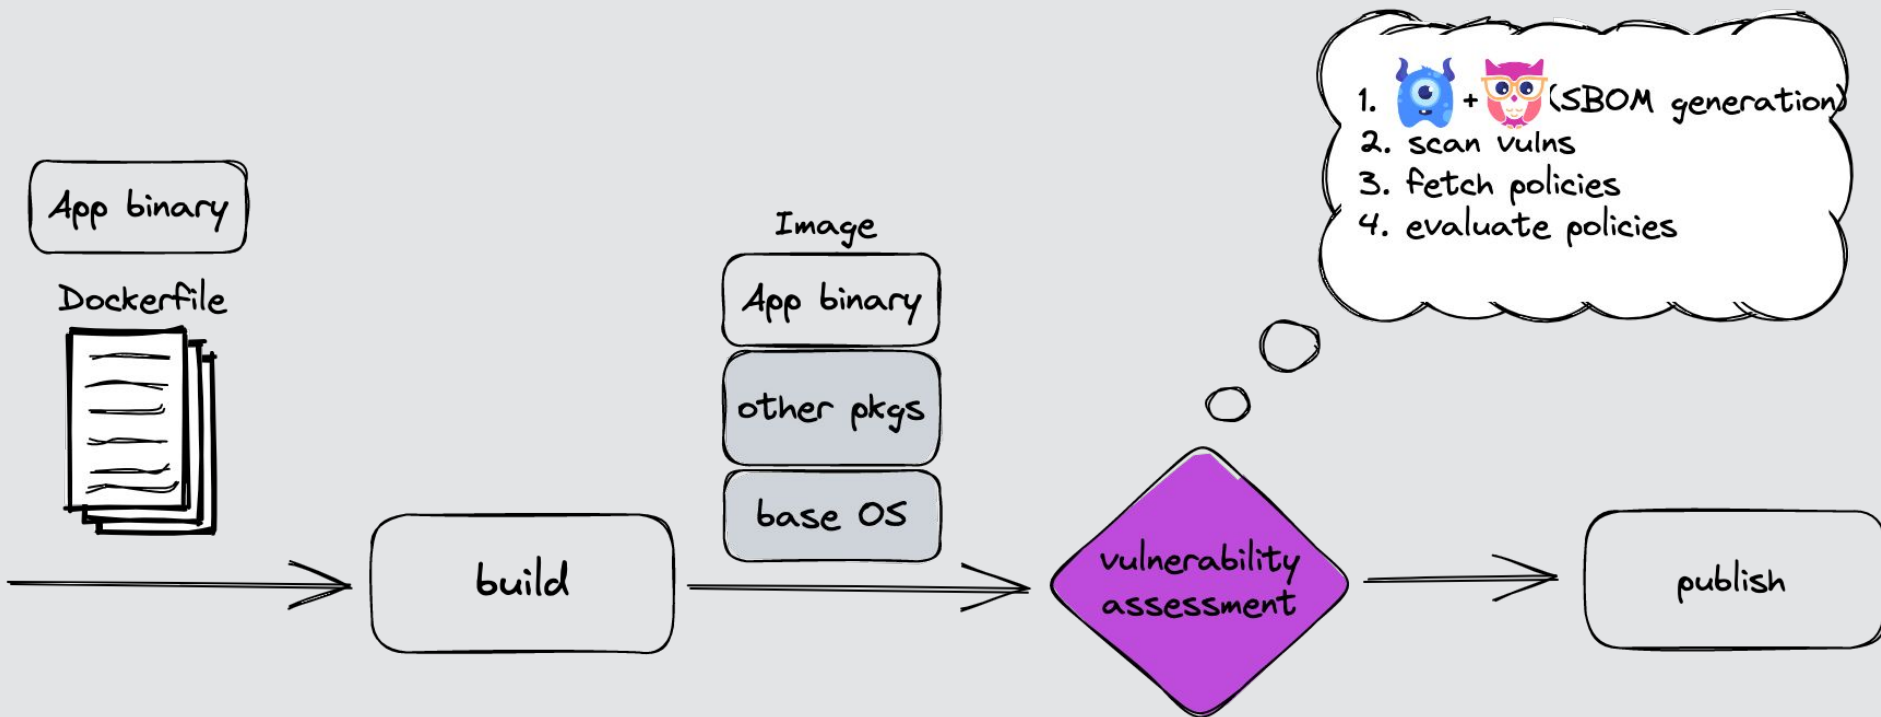 App binary
Dockerfile
build
Image
App binary
other pkgs
base OS
vulnerability
assessment
1. + (SBOM generation)
2. scan vulns
3. fetch policies
4. evaluate policies
publish